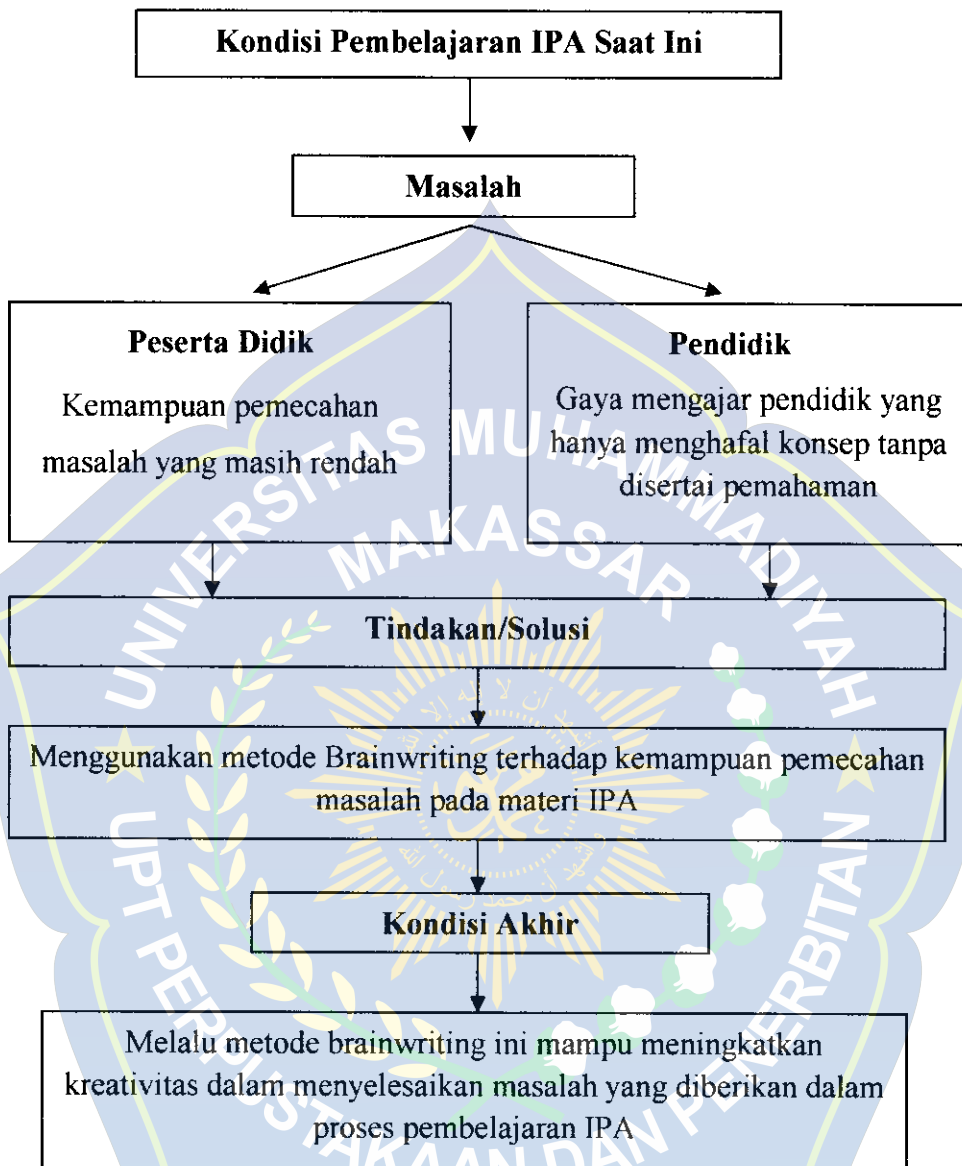 Kondisi Pembelajaran IPA Saat Ini
Masalah
Peserta Didik
Kemampuan pemecahan
masalah yang masih rendah
Pendidik
Gaya mengajar pendidik yang
hanya menghafal konsep tanpa
disertai pemahaman
Tindakan/Solusi
Menggunakan metode Brainwriting terhadap kemampuan pemecahan
masalah pada materi IPA
Kondisi Akhir
Melalu metode brainwriting ini mampu meningkatkan
kreativitas dalam menyelesaikan masalah yang diberikan dalam
proses pembelajaran IPA
UNIVERSITAS MUHAMMADIYAH
MAKASSAR
UPT PERPUSTAKAAN DAN PENERBITAN